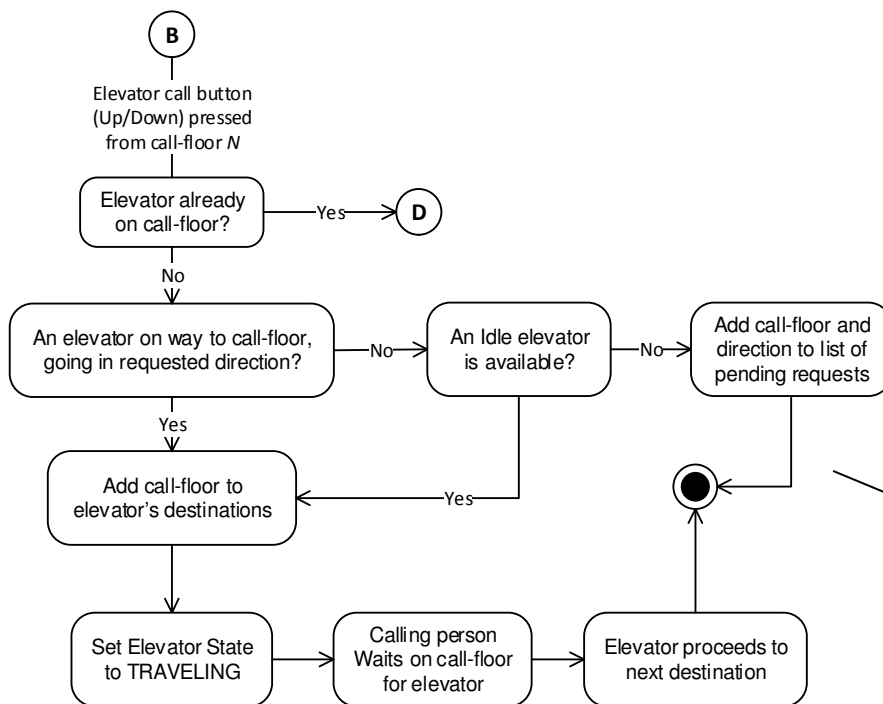 B
Elevator call button
(Up/Down) pressed
from call-floor N
Elevator already
on call-floor?
Yes
D
No
An elevator on way to call-floor,
going in requested direction?
No
An Idle elevator
is available?
No
Add call-floor and
direction to list of
pending requests
Yes
Add call-floor to
elevator’s destinations
Yes
Set Elevator State
to TRAVELING
Calling person
Waits on call-floor
for elevator
Elevator proceeds to
next destination